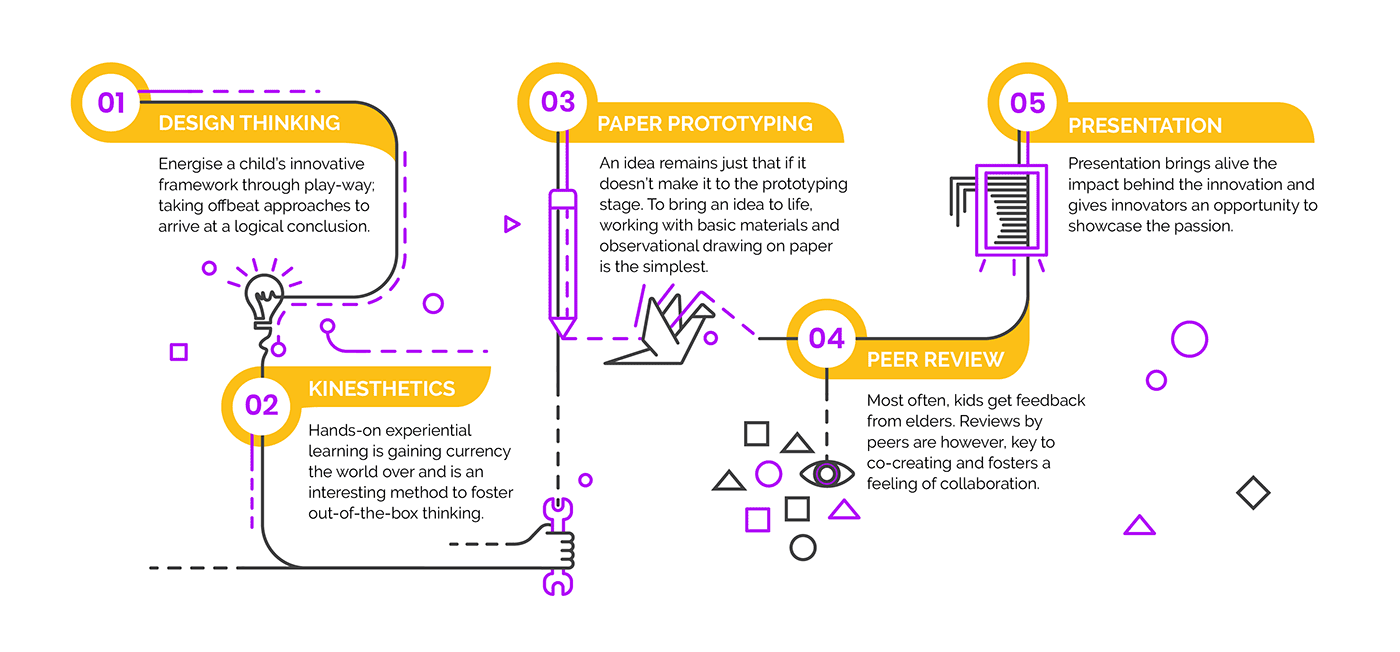 01
DESIGN THINKING
Energise a child's innovative
framework through play-way;
taking offbeat approaches to
arrive at a logical conclusion.
02
KINESTHETICS
Hands-on experiential
learning is gaining currency
the world over and is an
interesting method to foster
out-of-the-box thinking.
03
PAPER PROTOTYPING
An idea remains just that if it
doesn't make it to the prototyping
stage. To bring an idea to life,
working with basic materials and
observational drawing on paper
is the simplest.
04
PEER REVIEW
Most often, kids get feedback
from elders. Reviews by
peers are however, key to
co-creating and fosters a
feeling of collaboration.
05
PRESENTATION
Presentation brings alive the
impact behind the innovation and
gives innovators an opportunity to
showcase the passion.